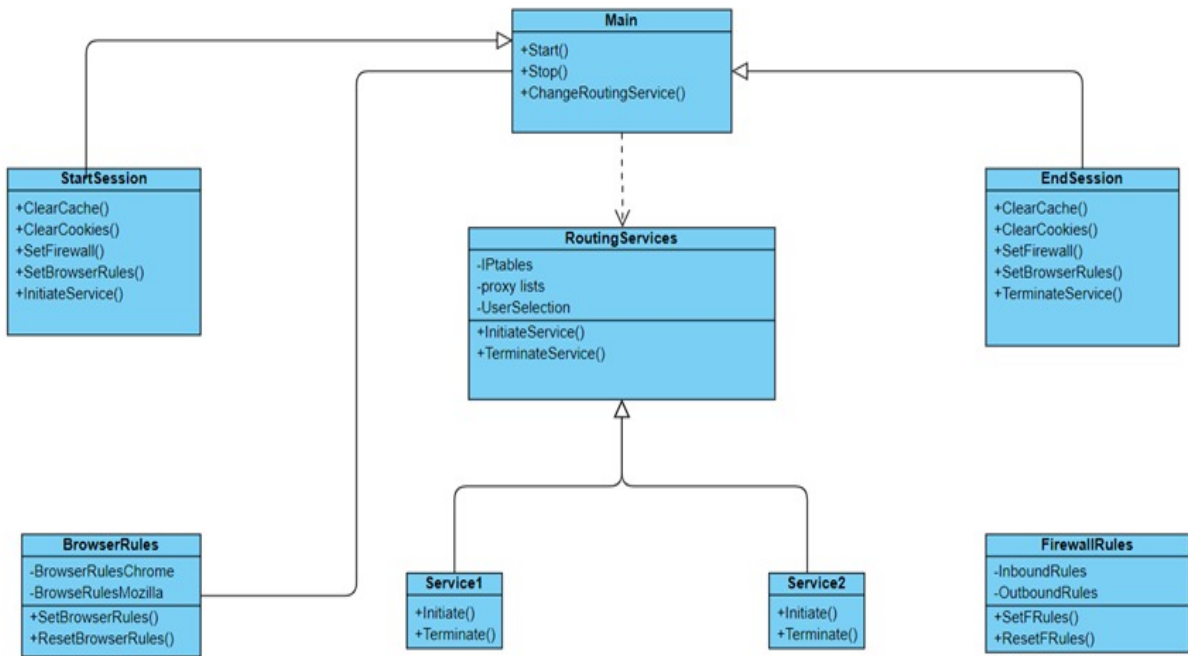 Main
+Start()
+Stop()
+ChangeRoutingService()
StartSession
+ClearCache()
+ClearCookies()
+SetFirewall()
+SetBrowserRules()
+InitiateService()
EndSession
+ClearCache()
+ClearCookies()
+SetFirewall()
+SetBrowserRules()
+TerminateService()
RoutingServices
-IPtables
-proxy lists
-UserSelection
+InitiateService()
+TerminateService()
BrowserRules
-BrowserRulesChrome
-BrowseRulesMozilla
+SetBrowserRules()
+ResetBrowserRules()
Service1
+Initiate()
+Terminate()
Service2
+Initiate()
+Terminate()
FirewallRules
-InboundRules
-OutboundRules
+SetFRules()
+ResetFRules()